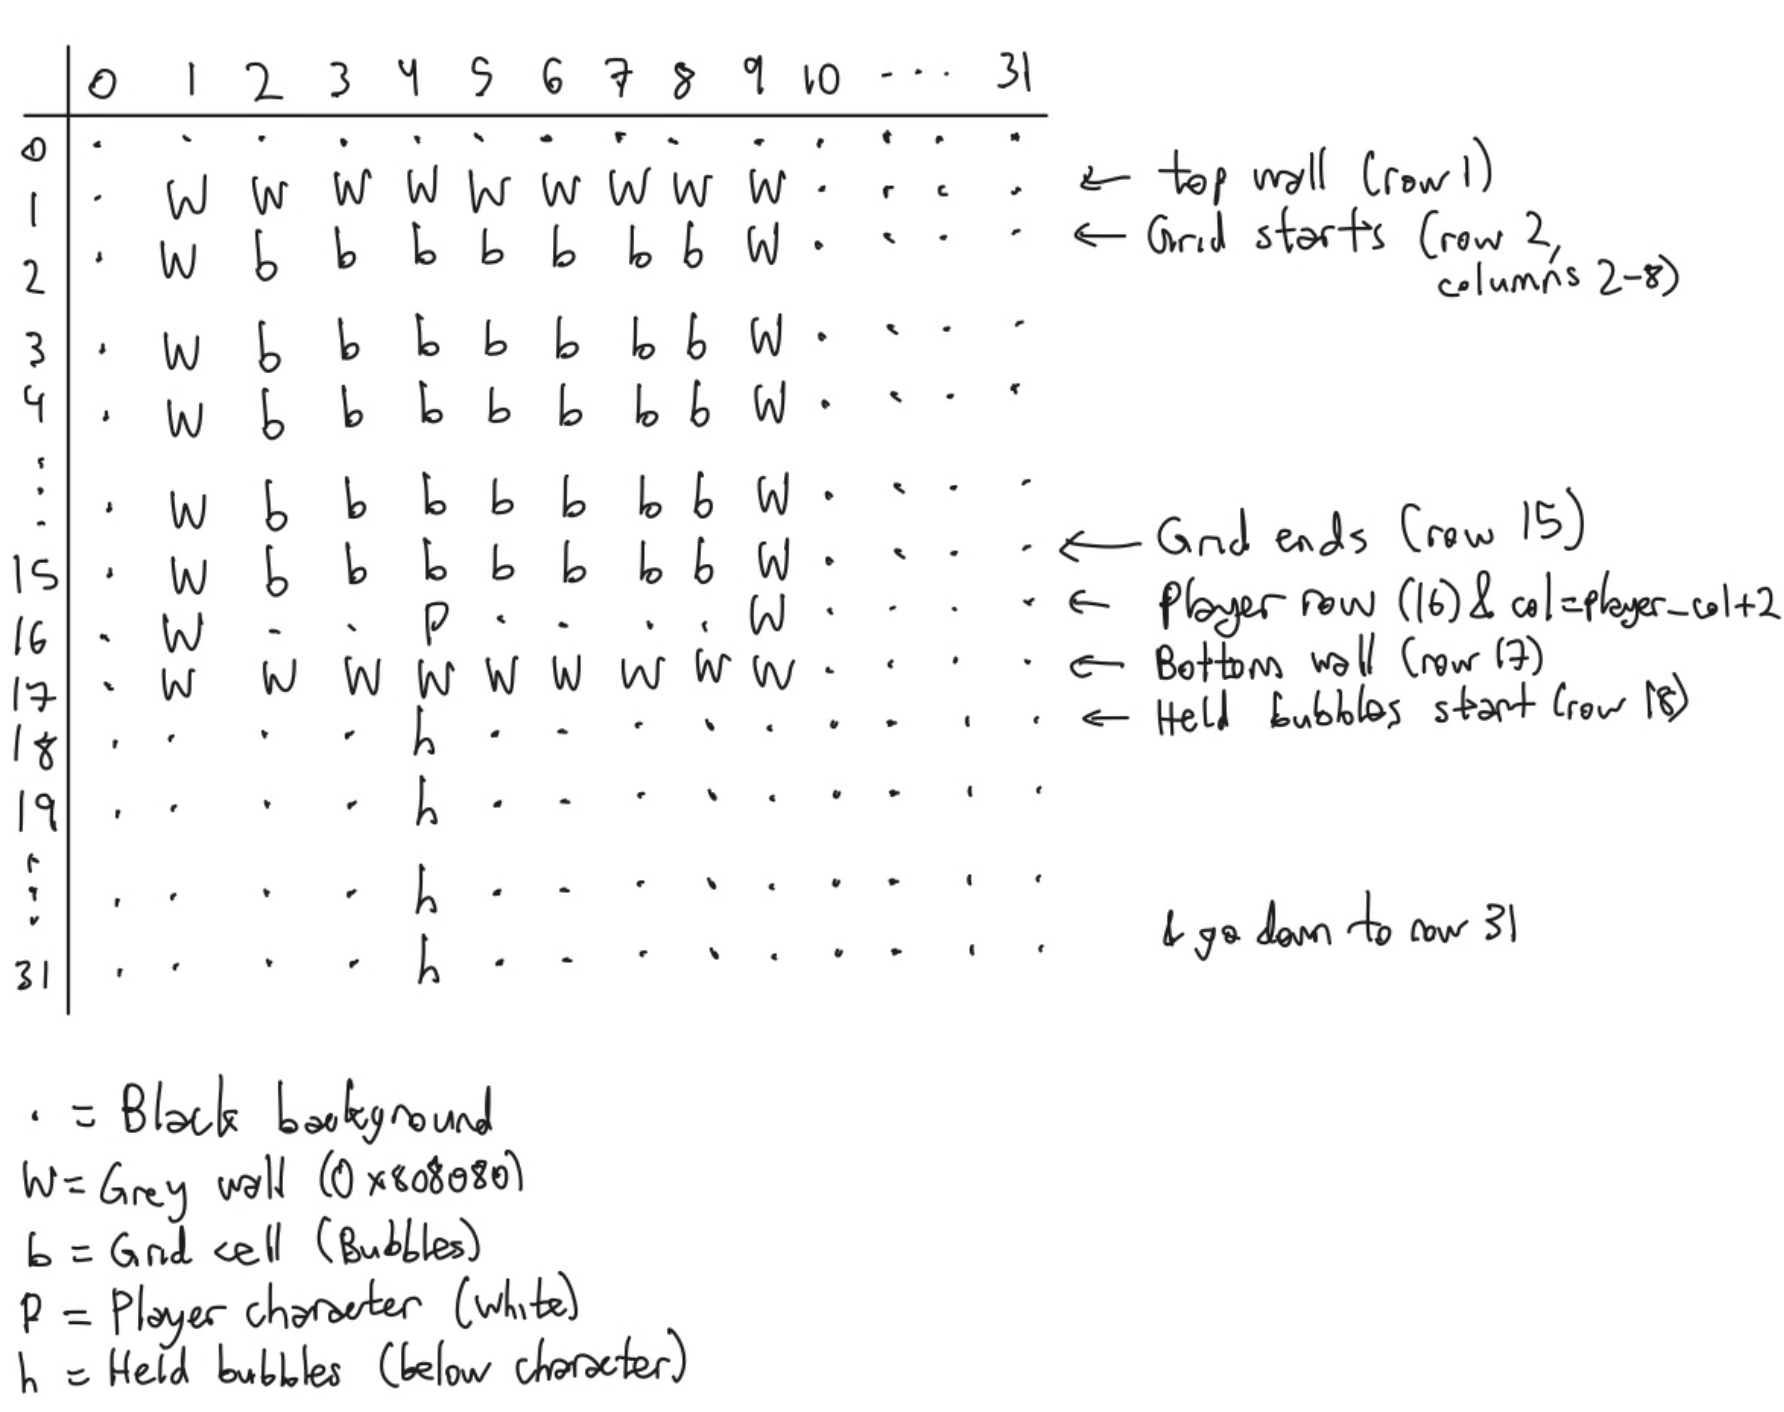 0 1 2 3 4 5 6 7 8 9 10 ... 31
0 . . . . . . . . . . . . . .
1 . W W W W W W W W W . . . . ← top wall (row 1)
2 . W b b b b b b b W . . . . ← Grid starts (row 2,
columns 2-8)
3 . W b b b b b b b W . . . .
4 . W b b b b b b b W . . . .
⋮ . W b b b b b b b W . . . .
15 . W b b b b b b b W . . . . ← Grid ends (row 15)
16 . W . . P . . . . W . . . . ← Player row (16) & col=player_col+2
17 . W W W W W W W W W . . . . ← Bottom wall (row 17)
18 . . . . h . . . . . . . . . ← Held bubbles start (row 18)
19 . . . . h . . . . . . . . .
⋮ . . . . h . . . . . . . . .
& go down to row 31
31 . . . . h . . . . . . . . .
. = Black background
W = Grey wall (0x808080)
b = Grid cell (Bubbles)
P = Player character (white)
h = Held bubbles (below character)